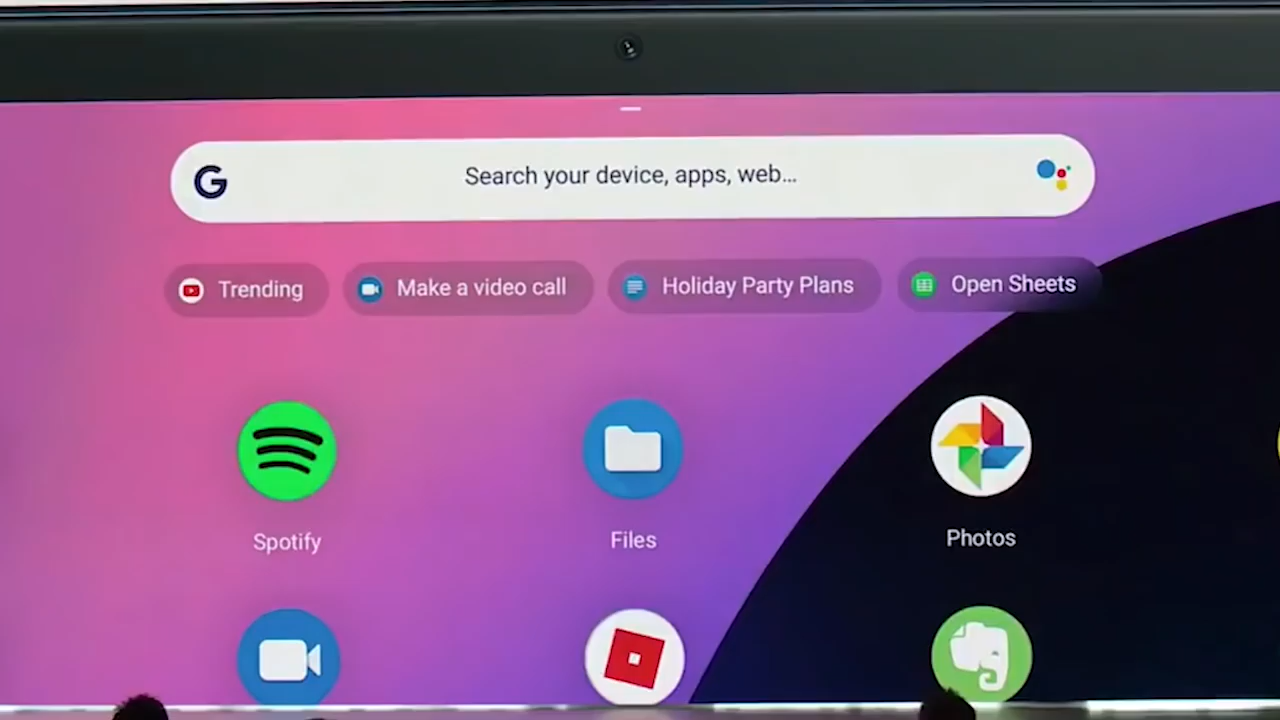 G
Search your device, apps, web...
Trending
Make a video call
Holiday Party Plans
Open Sheets
Spotify
Files
Photos